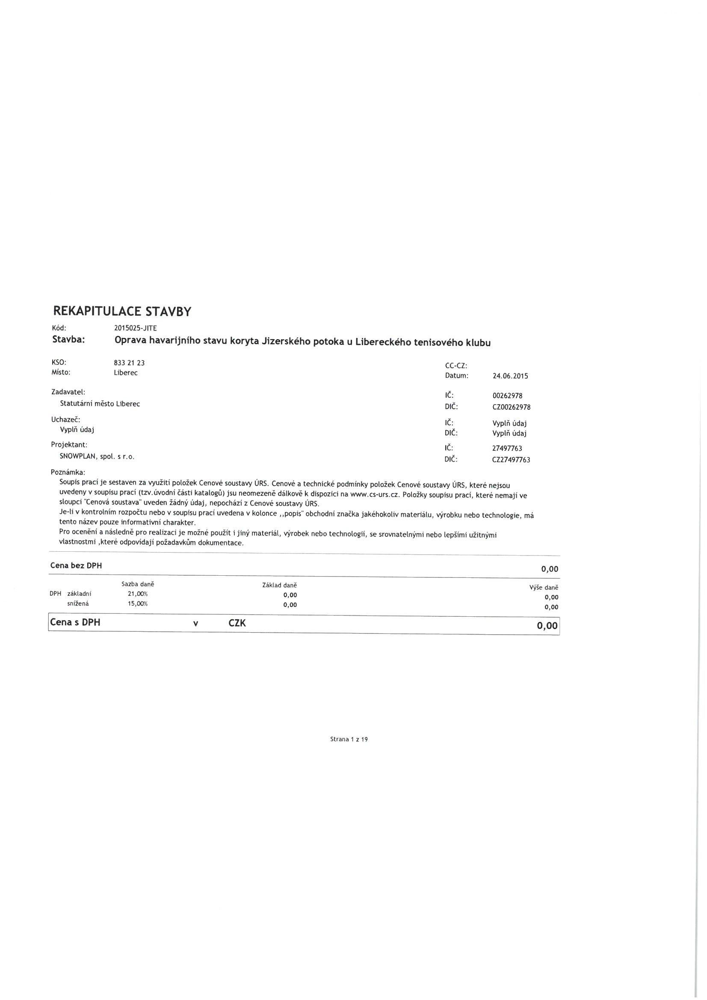 REKAPITULACE STAVBY
Kód: 2015025-JITE
Stavba: Oprava havarijního stavu koryta Jizerského potoka u Libereckého tenisového klubu
KSO: 833 21 23 CC-CZ:
Místo: Liberec Datum: 24.06.2015
Zadavatel: IČ: 00262978
Statutární město Liberec DIČ: CZ00262978
Uchazeč: IČ: Vyplň údaj
Vyplň údaj DIČ: Vyplň údaj
Projektant: IČ: 27497763
SNOWPLAN, spol. s r.o. DIČ: CZ27497763
Poznámka:
Soupis prací je sestaven za využití položek Cenové soustavy ÚRS. Cenové a technické podmínky položek Cenové soustavy ÚRS, které nejsou
uvedeny v soupisu prací (tzv.úvodní části katalogů) jsu neomezeně dálkově k dispozici na www.cs-urs.cz. Položky soupisu prací, které nemají ve
sloupci "Cenová soustava" uveden žádný údaj, nepochází z Cenové soustavy ÚRS.
Je-li v kontrolním rozpočtu nebo v soupisu prací uvedena v kolonce ,,popis" obchodní značka jakéhokoliv materiálu, výrobku nebo technologie, má
tento název pouze informativní charakter.
Pro ocenění a následně pro realizaci je možné použít i jiný materiál, výrobek nebo technologii, se srovnatelnými nebo lepšími užitnými
vlastnostmi ,které odpovídají požadavkům dokumentace.
Cena bez DPH 0,00
Sazba daně Základ daně Výše daně
DPH základní 21,00% 0,00 0,00
snížená 15,00% 0,00 0,00
Cena s DPH v CZK 0,00
Strana 1 z 19